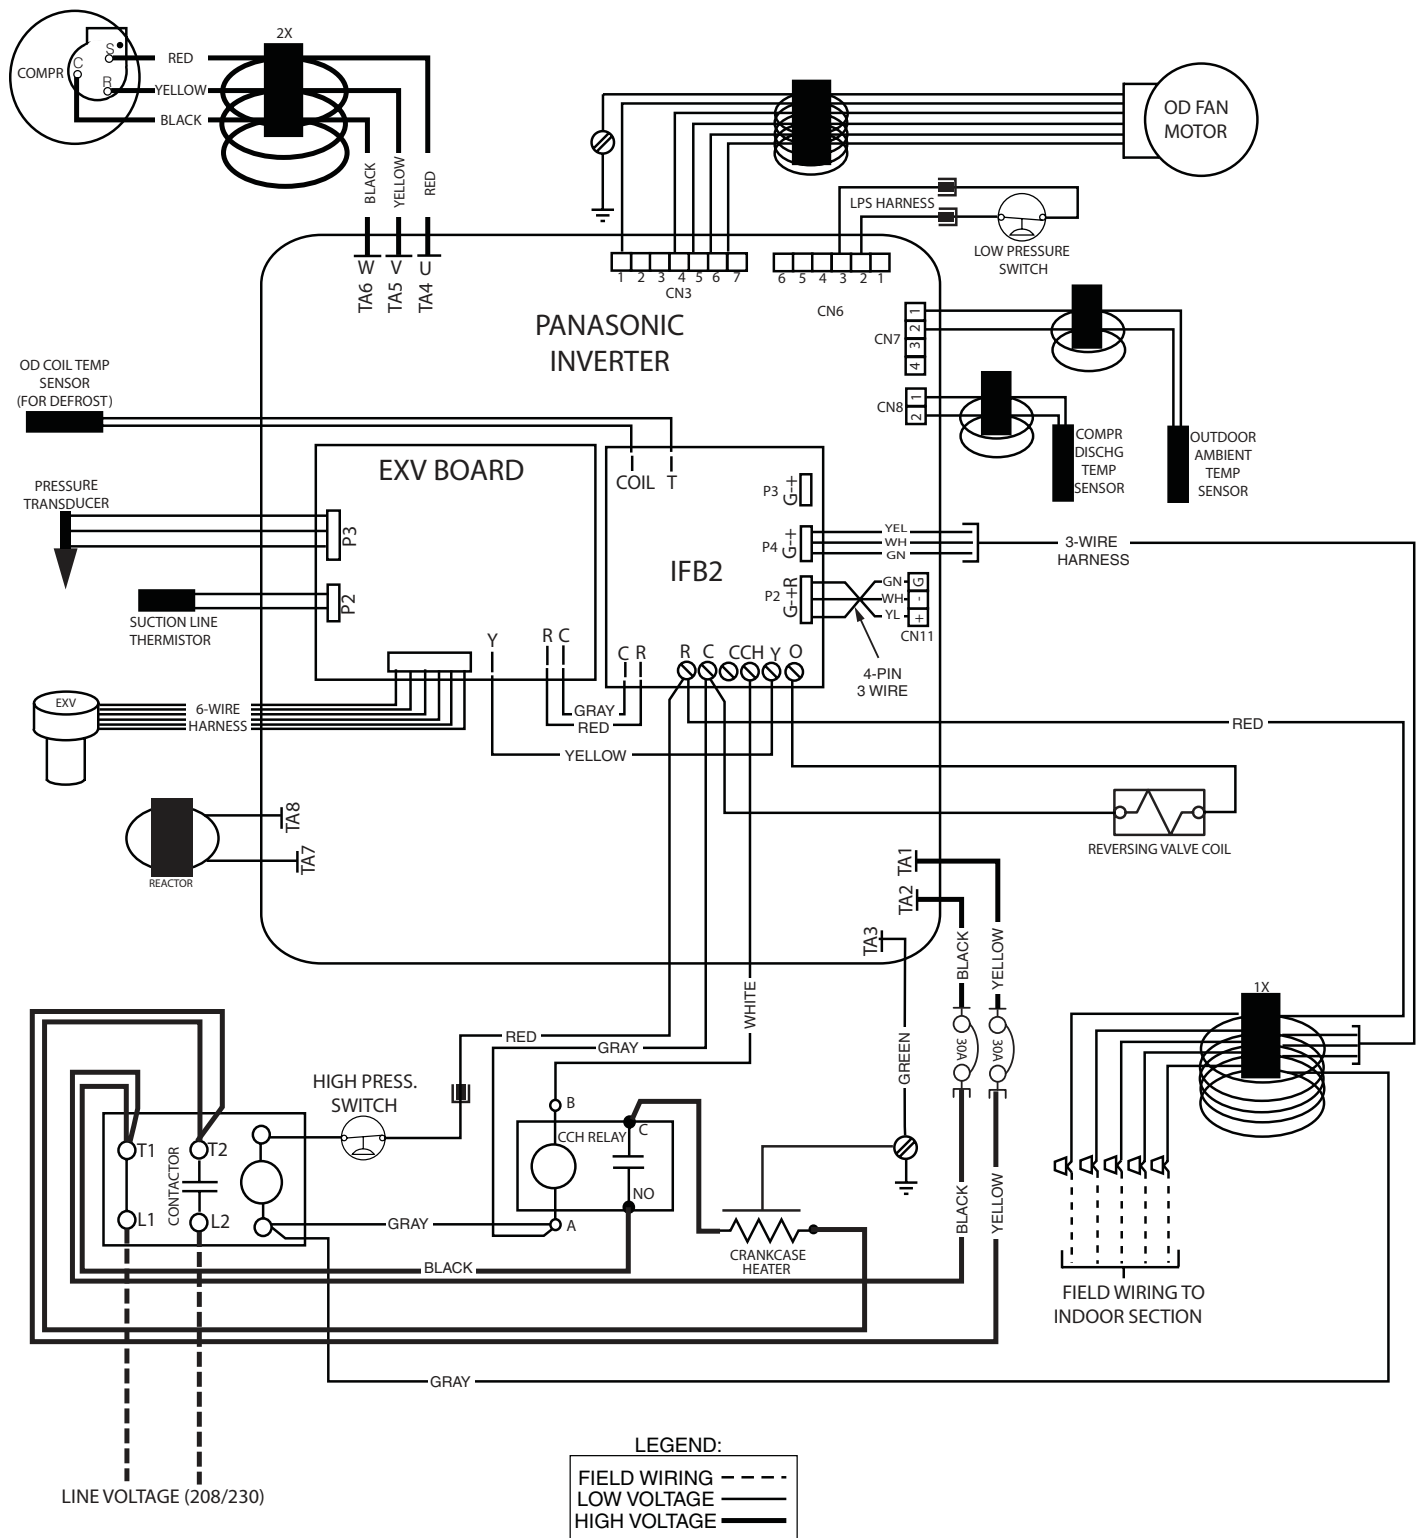 2X
COMPR
S
C
R
RED
YELLOW
BLACK
BLACK
YELLOW
RED
OD FAN
MOTOR
LPS HARNESS
LOW PRESSURE
SWITCH
W V U
TA6 TA5 TA4
1 2 3 4 5 6 7
CN3
6 5 4 3 2 1
CN6
PANASONIC
INVERTER
CN7
1
2
3
4
CN8
1
2
OD COIL TEMP
SENSOR
(FOR DEFROST)
COMPR
DISCHG
TEMP
SENSOR
OUTDOOR
AMBIENT
TEMP
SENSOR
EXV BOARD
COIL T
PRESSURE
TRANSDUCER
P3
P3 G-+
P4 G-+
YEL
WH
GN
3-WIRE
HARNESS
IFB2
P2 G-+R
GN
WH
YL
G
-
+
CN11
4-PIN
3 WIRE
SUCTION LINE
THERMISTOR
P2
Y R C
C R
R C CCH Y O
GRAY
RED
YELLOW
EXV
6-WIRE
HARNESS
RED
REVERSING VALVE COIL
REACTOR
TA8
TA7
TA1
TA2
TA3
BLACK
YELLOW
WHITE
GREEN
30A
30A
1X
RED
GRAY
HIGH PRESS.
SWITCH
B
CCH RELAY
C
NO
A
T1
T2
CONTACTOR
L1
L2
GRAY
BLACK
CRANKCASE
HEATER
BLACK
YELLOW
FIELD WIRING TO
INDOOR SECTION
GRAY
LINE VOLTAGE (208/230)
LEGEND:
FIELD WIRING
LOW VOLTAGE
HIGH VOLTAGE